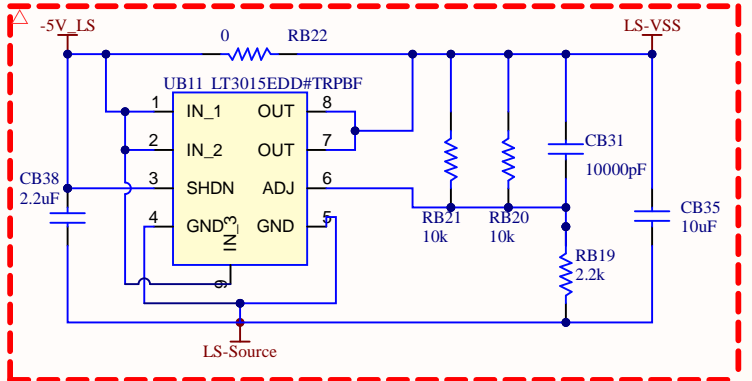 -5V_LS
0
RB22
LS-VSS
UB11 LT3015EDD#TRPBF
1
IN_1
OUT
8
2
IN_2
OUT
7
3
SHDN
ADJ
6
4
GND
GND
5
IN_3
9
CB38
2.2uF
CB31
10000pF
RB21
10k
RB20
10k
CB35
10uF
RB19
2.2k
LS-Source